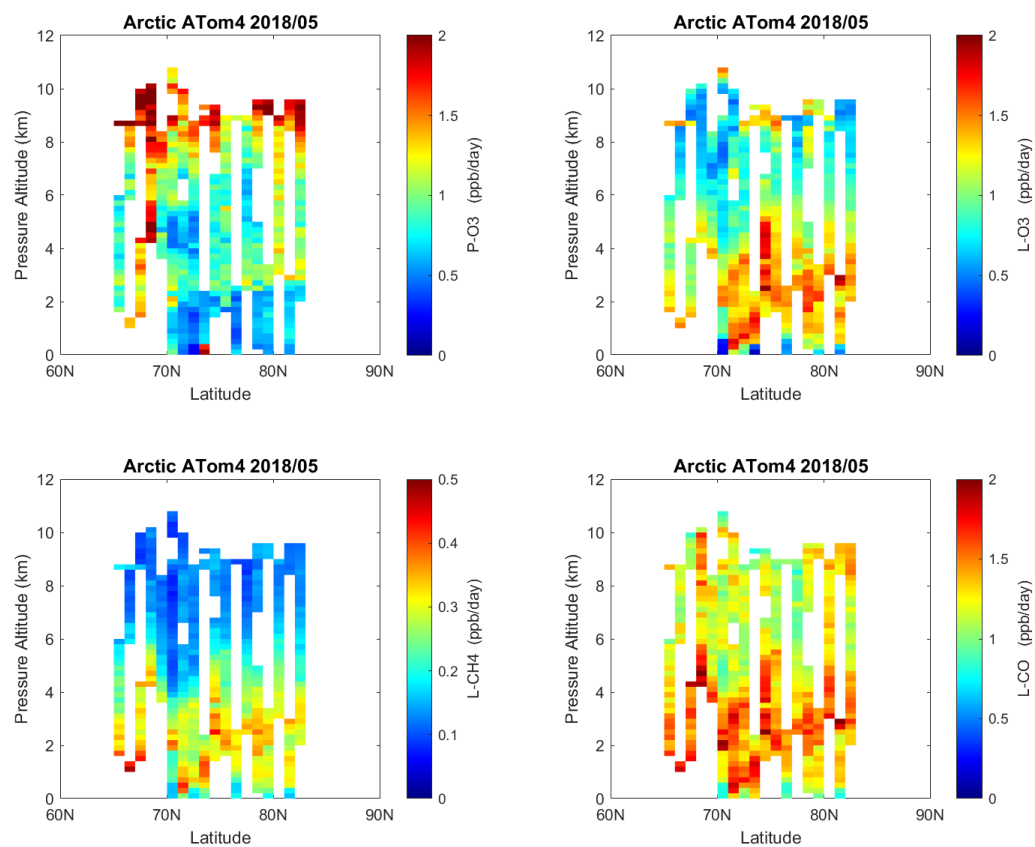 Arctic ATom4 2018/05
12
10
8
6
4
2
0
Pressure Altitude (km)
60N
70N
80N
90N
Latitude
2
1.5
1
0.5
0
P-O3 (ppb/day)
Arctic ATom4 2018/05
12
10
8
6
4
2
0
Pressure Altitude (km)
60N
70N
80N
90N
Latitude
2
1.5
1
0.5
0
L-O3 (ppb/day)
Arctic ATom4 2018/05
12
10
8
6
4
2
0
Pressure Altitude (km)
60N
70N
80N
90N
Latitude
0.5
0.4
0.3
0.2
0.1
0
L-CH4 (ppb/day)
Arctic ATom4 2018/05
12
10
8
6
4
2
0
Pressure Altitude (km)
60N
70N
80N
90N
Latitude
2
1.5
1
0.5
0
L-CO (ppb/day)